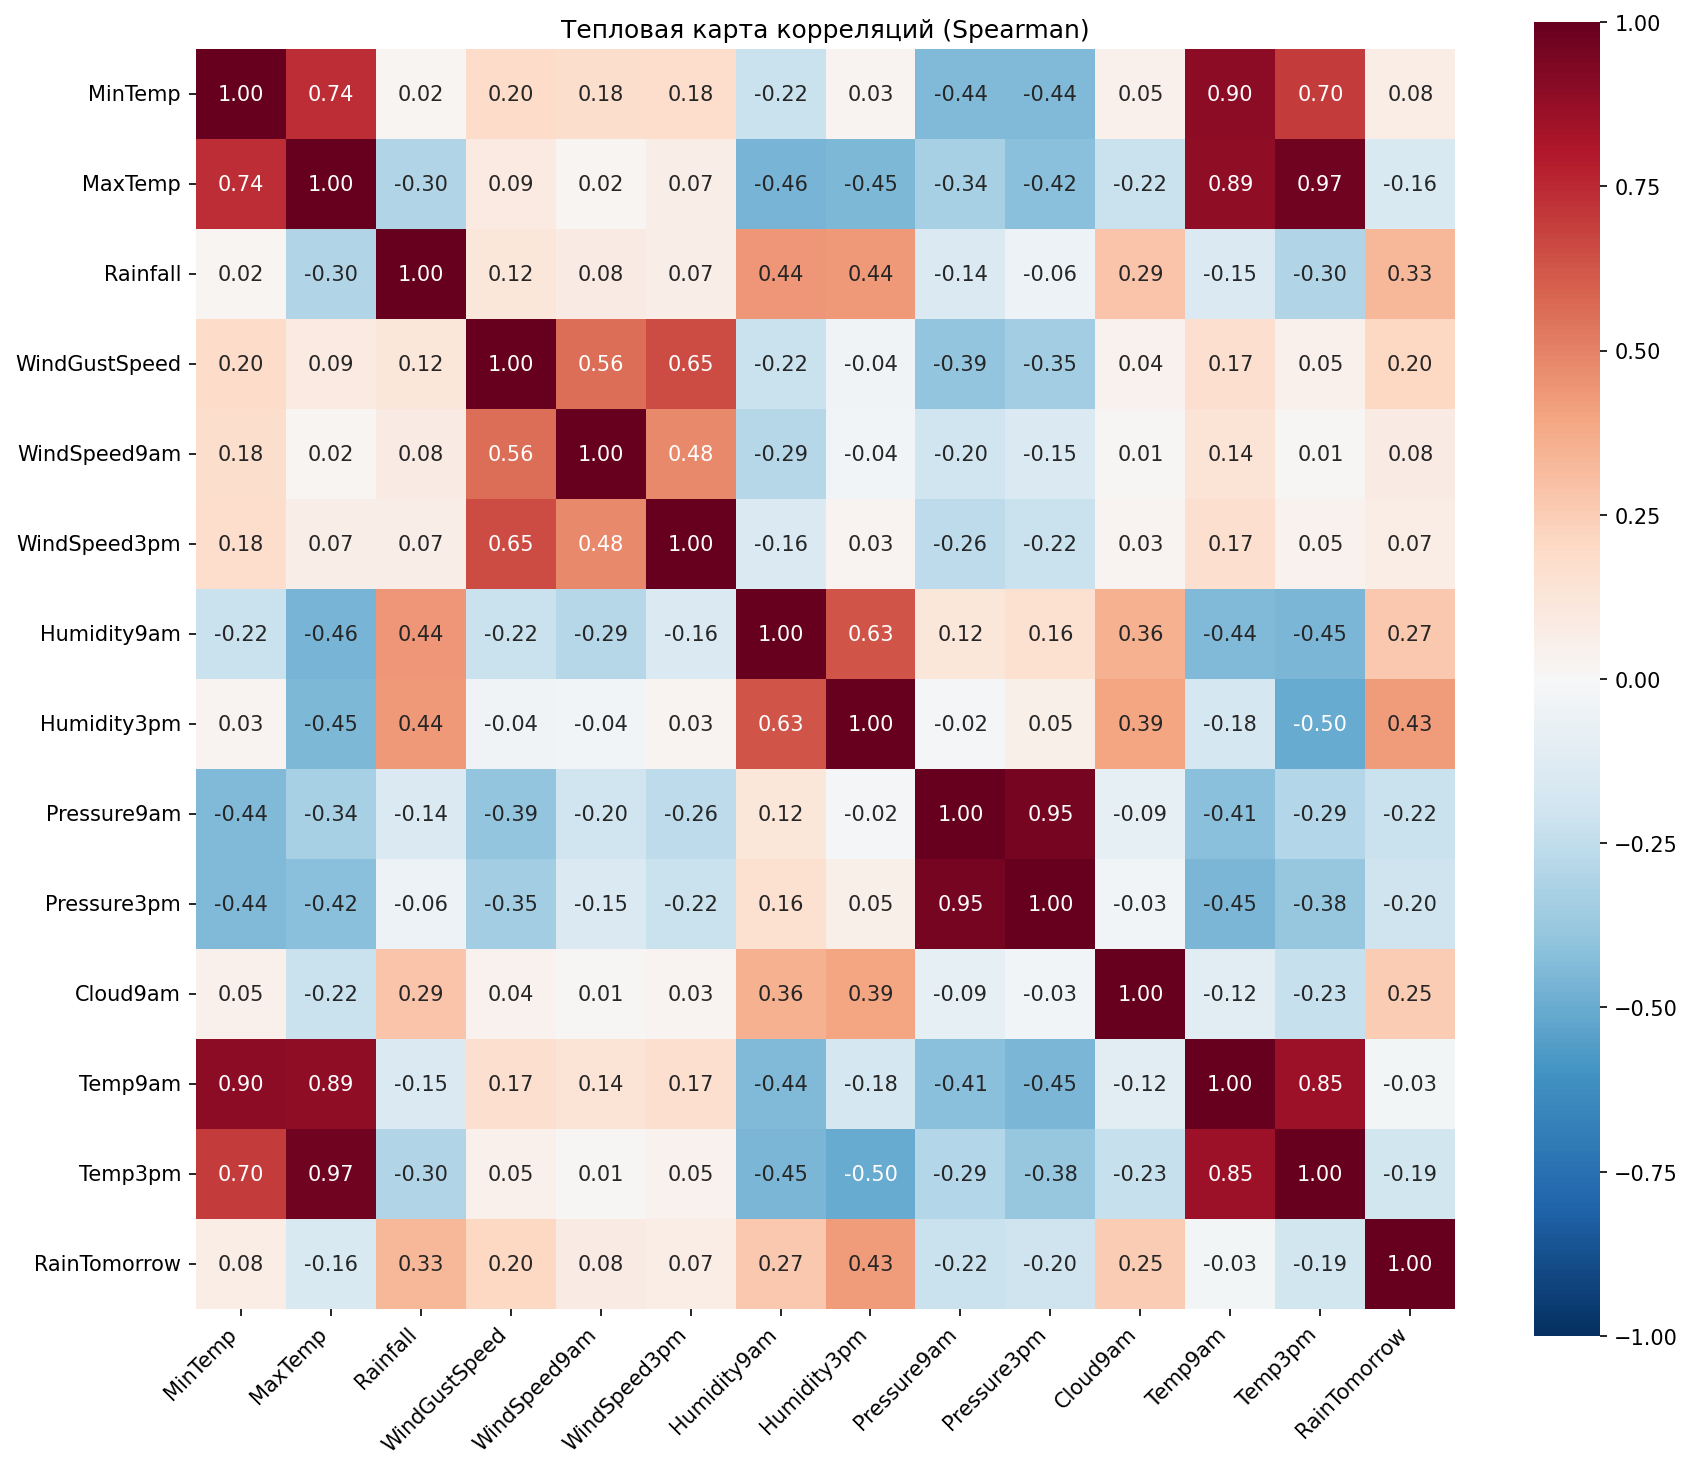 Тепловая карта корреляций (Spearman)
MinTemp 1.00 0.74 0.02 0.20 0.18 0.18 -0.22 0.03 -0.44 -0.44 0.05 0.90 0.70 0.08
MaxTemp 0.74 1.00 -0.30 0.09 0.02 0.07 -0.46 -0.45 -0.34 -0.42 -0.22 0.89 0.97 -0.16
Rainfall 0.02 -0.30 1.00 0.12 0.08 0.07 0.44 0.44 -0.14 -0.06 0.29 -0.15 -0.30 0.33
WindGustSpeed 0.20 0.09 0.12 1.00 0.56 0.65 -0.22 -0.04 -0.39 -0.35 0.04 0.17 0.05 0.20
WindSpeed9am 0.18 0.02 0.08 0.56 1.00 0.48 -0.29 -0.04 -0.20 -0.15 0.01 0.14 0.01 0.08
WindSpeed3pm 0.18 0.07 0.07 0.65 0.48 1.00 -0.16 0.03 -0.26 -0.22 0.03 0.17 0.05 0.07
Humidity9am -0.22 -0.46 0.44 -0.22 -0.29 -0.16 1.00 0.63 0.12 0.16 0.36 -0.44 -0.45 0.27
Humidity3pm 0.03 -0.45 0.44 -0.04 -0.04 0.03 0.63 1.00 -0.02 0.05 0.39 -0.18 -0.50 0.43
Pressure9am -0.44 -0.34 -0.14 -0.39 -0.20 -0.26 0.12 -0.02 1.00 0.95 -0.09 -0.41 -0.29 -0.22
Pressure3pm -0.44 -0.42 -0.06 -0.35 -0.15 -0.22 0.16 0.05 0.95 1.00 -0.03 -0.45 -0.38 -0.20
Cloud9am 0.05 -0.22 0.29 0.04 0.01 0.03 0.36 0.39 -0.09 -0.03 1.00 -0.12 -0.23 0.25
Temp9am 0.90 0.89 -0.15 0.17 0.14 0.17 -0.44 -0.18 -0.41 -0.45 -0.12 1.00 0.85 -0.03
Temp3pm 0.70 0.97 -0.30 0.05 0.01 0.05 -0.45 -0.50 -0.29 -0.38 -0.23 0.85 1.00 -0.19
RainTomorrow 0.08 -0.16 0.33 0.20 0.08 0.07 0.27 0.43 -0.22 -0.20 0.25 -0.03 -0.19 1.00
MinTemp MaxTemp Rainfall WindGustSpeed WindSpeed9am WindSpeed3pm Humidity9am Humidity3pm Pressure9am Pressure3pm Cloud9am Temp9am Temp3pm RainTomorrow
1.00
0.75
0.50
0.25
0.00
−0.25
−0.50
−0.75
−1.00